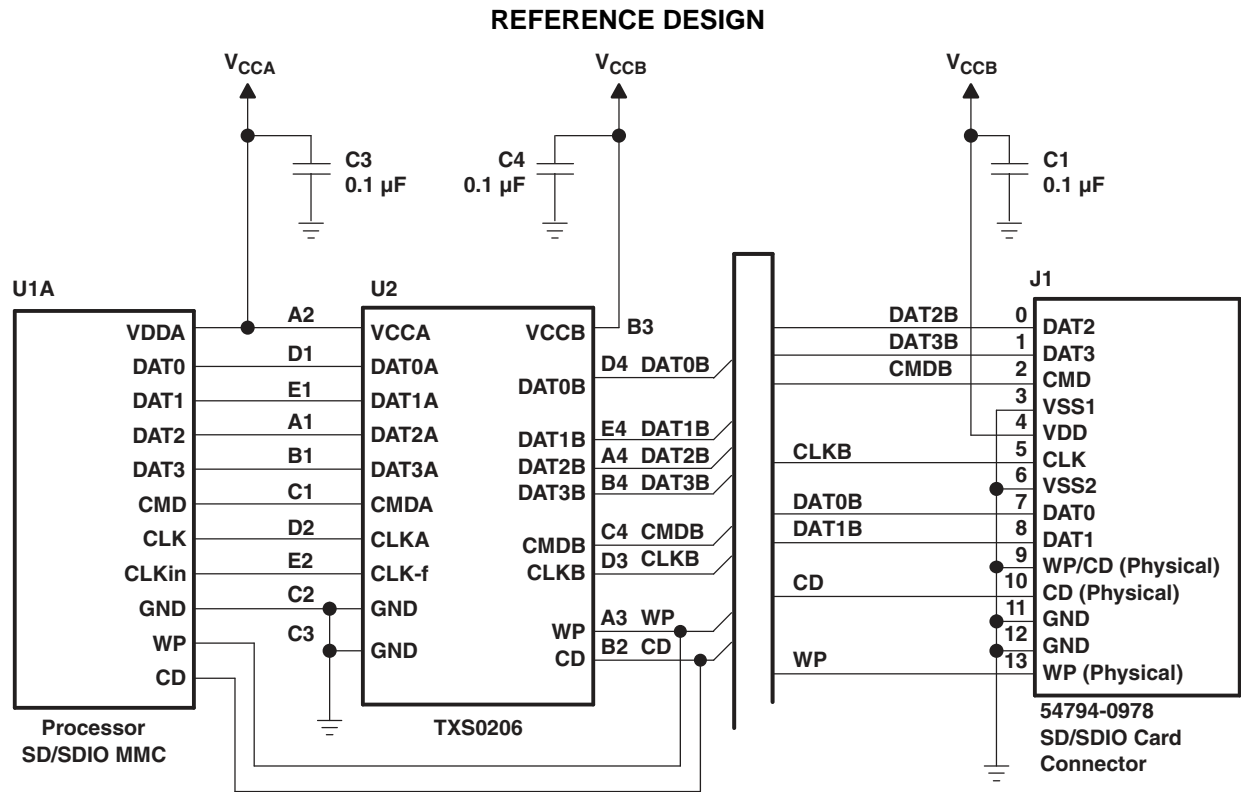 REFERENCE DESIGN
VCCA
VCCB
VCCB
C3
0.1 µF
C4
0.1 µF
C1
0.1 µF
U1A
U2
J1
VDDA
DAT0
DAT1
DAT2
DAT3
CMD
CLK
CLKin
GND
WP
CD
Processor
SD/SDIO MMC
A2
D1
E1
A1
B1
C1
D2
E2
C2
C3
VCCA
DAT0A
DAT1A
DAT2A
DAT3A
CMDA
CLKA
CLK-f
GND
GND
VCCB
DAT0B
DAT1B
DAT2B
DAT3B
CMDB
CLKB
WP
CD
TXS0206
B3
D4 DAT0B
E4 DAT1B
A4 DAT2B
B4 DAT3B
C4 CMDB
D3 CLKB
A3 WP
B2 CD
DAT2B
DAT3B
CMDB
CLKB
DAT0B
DAT1B
CD
WP
0
1
2
3
4
5
6
7
8
9
10
11
12
13
DAT2
DAT3
CMD
VSS1
VDD
CLK
VSS2
DAT0
DAT1
WP/CD (Physical)
CD (Physical)
GND
GND
WP (Physical)
54794-0978
SD/SDIO Card
Connector